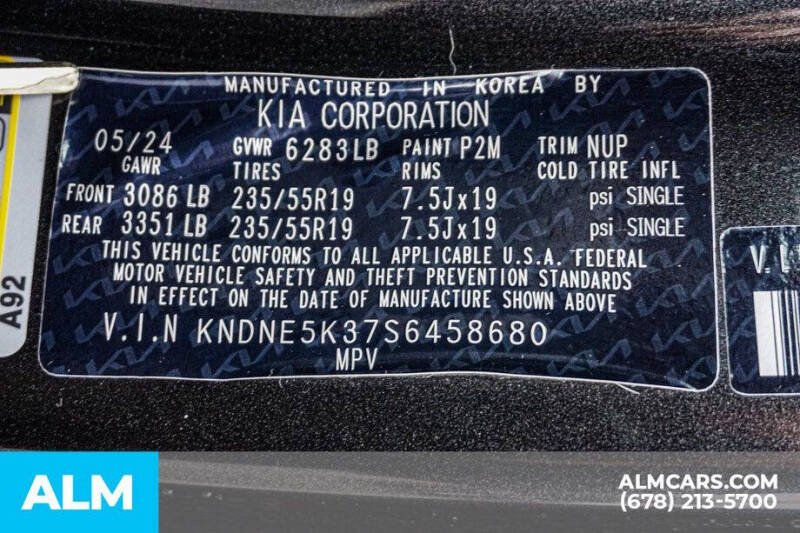 MANUFACTURED IN KOREA BY
KIA CORPORATION
05/24 GVWR 6283LB PAINT P2M TRIM NUP
GAWR TIRES RIMS COLD TIRE INFL
FRONT 3086 LB 235/55R19 7.5Jx19 psi SINGLE
REAR 3351 LB 235/55R19 7.5Jx19 psi SINGLE
THIS VEHICLE CONFORMS TO ALL APPLICABLE U.S.A. FEDERAL
MOTOR VEHICLE SAFETY AND THEFT PREVENTION STANDARDS
IN EFFECT ON THE DATE OF MANUFACTURE SHOWN ABOVE
V.I.N KNDNE5K37S6458680
MPV
A92
V.I
ALM
ALMCARS.COM
(678) 213-5700